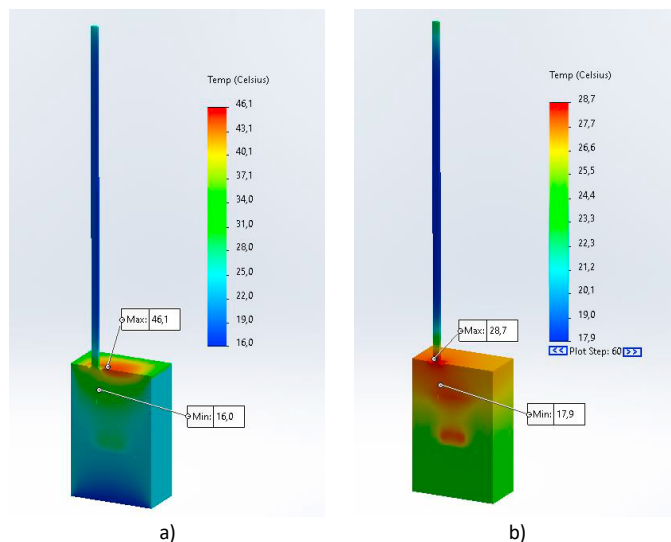 Temp (Celsius)
46,1
43,1
40,1
37,1
34,0
31,0
28,0
25,0
22,0
19,0
16,0
Max: 46,1
Min: 16,0
a)
Temp (Celsius)
28,7
27,7
26,6
25,5
24,4
23,3
22,3
21,2
20,1
19,0
17,9
Plot Step: 60
Max: 28,7
Min: 17,9
b)